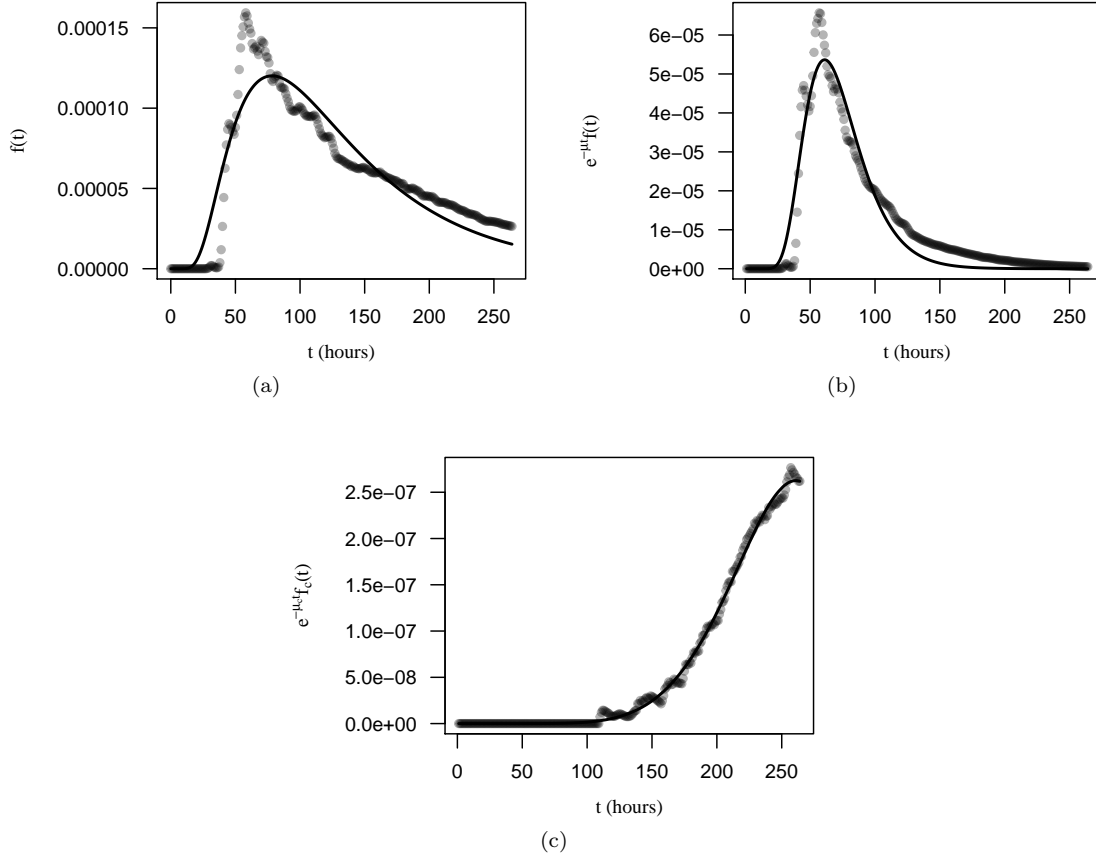 0.00015
0.00010
0.00005
0.00000
f(t)
0 50 100 150 200 250
t (hours)
(a)
6e−05
5e−05
4e−05
3e−05
2e−05
1e−05
0e+00
e^−μt f(t)
0 50 100 150 200 250
t (hours)
(b)
2.5e−07
2.0e−07
1.5e−07
1.0e−07
5.0e−08
0.0e+00
e^−μ_c t f_c(t)
0 50 100 150 200 250
t (hours)
(c)